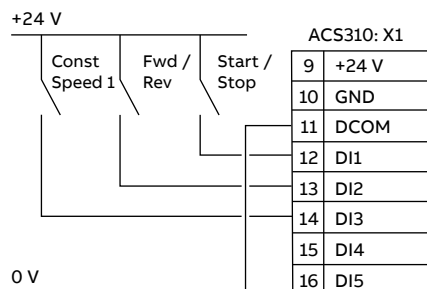 +24 V
ACS310: X1
Const
Speed 1
Fwd /
Rev
Start /
Stop
9 +24 V
10 GND
11 DCOM
12 DI1
13 DI2
14 DI3
15 DI4
0 V
16 DI5